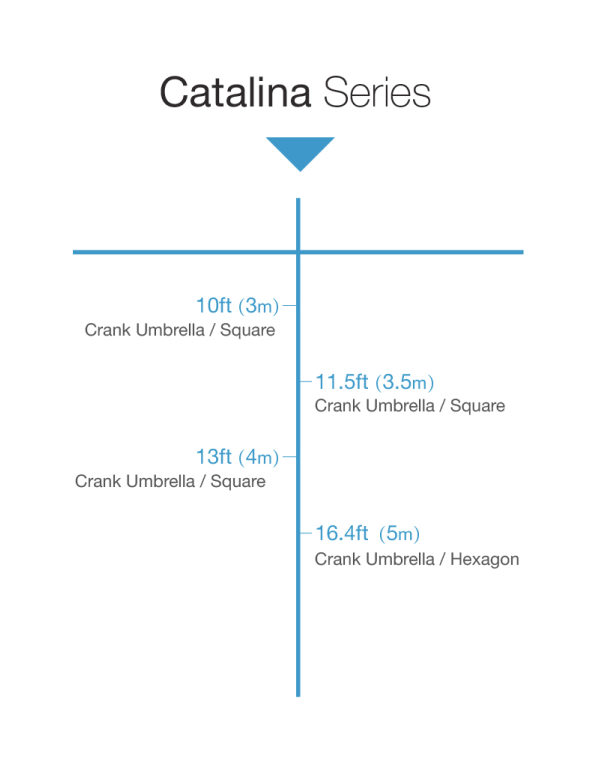 Catalina Series
10ft (3m)
Crank Umbrella / Square
11.5ft (3.5m)
Crank Umbrella / Square
13ft (4m)
Crank Umbrella / Square
16.4ft (5m)
Crank Umbrella / Hexagon